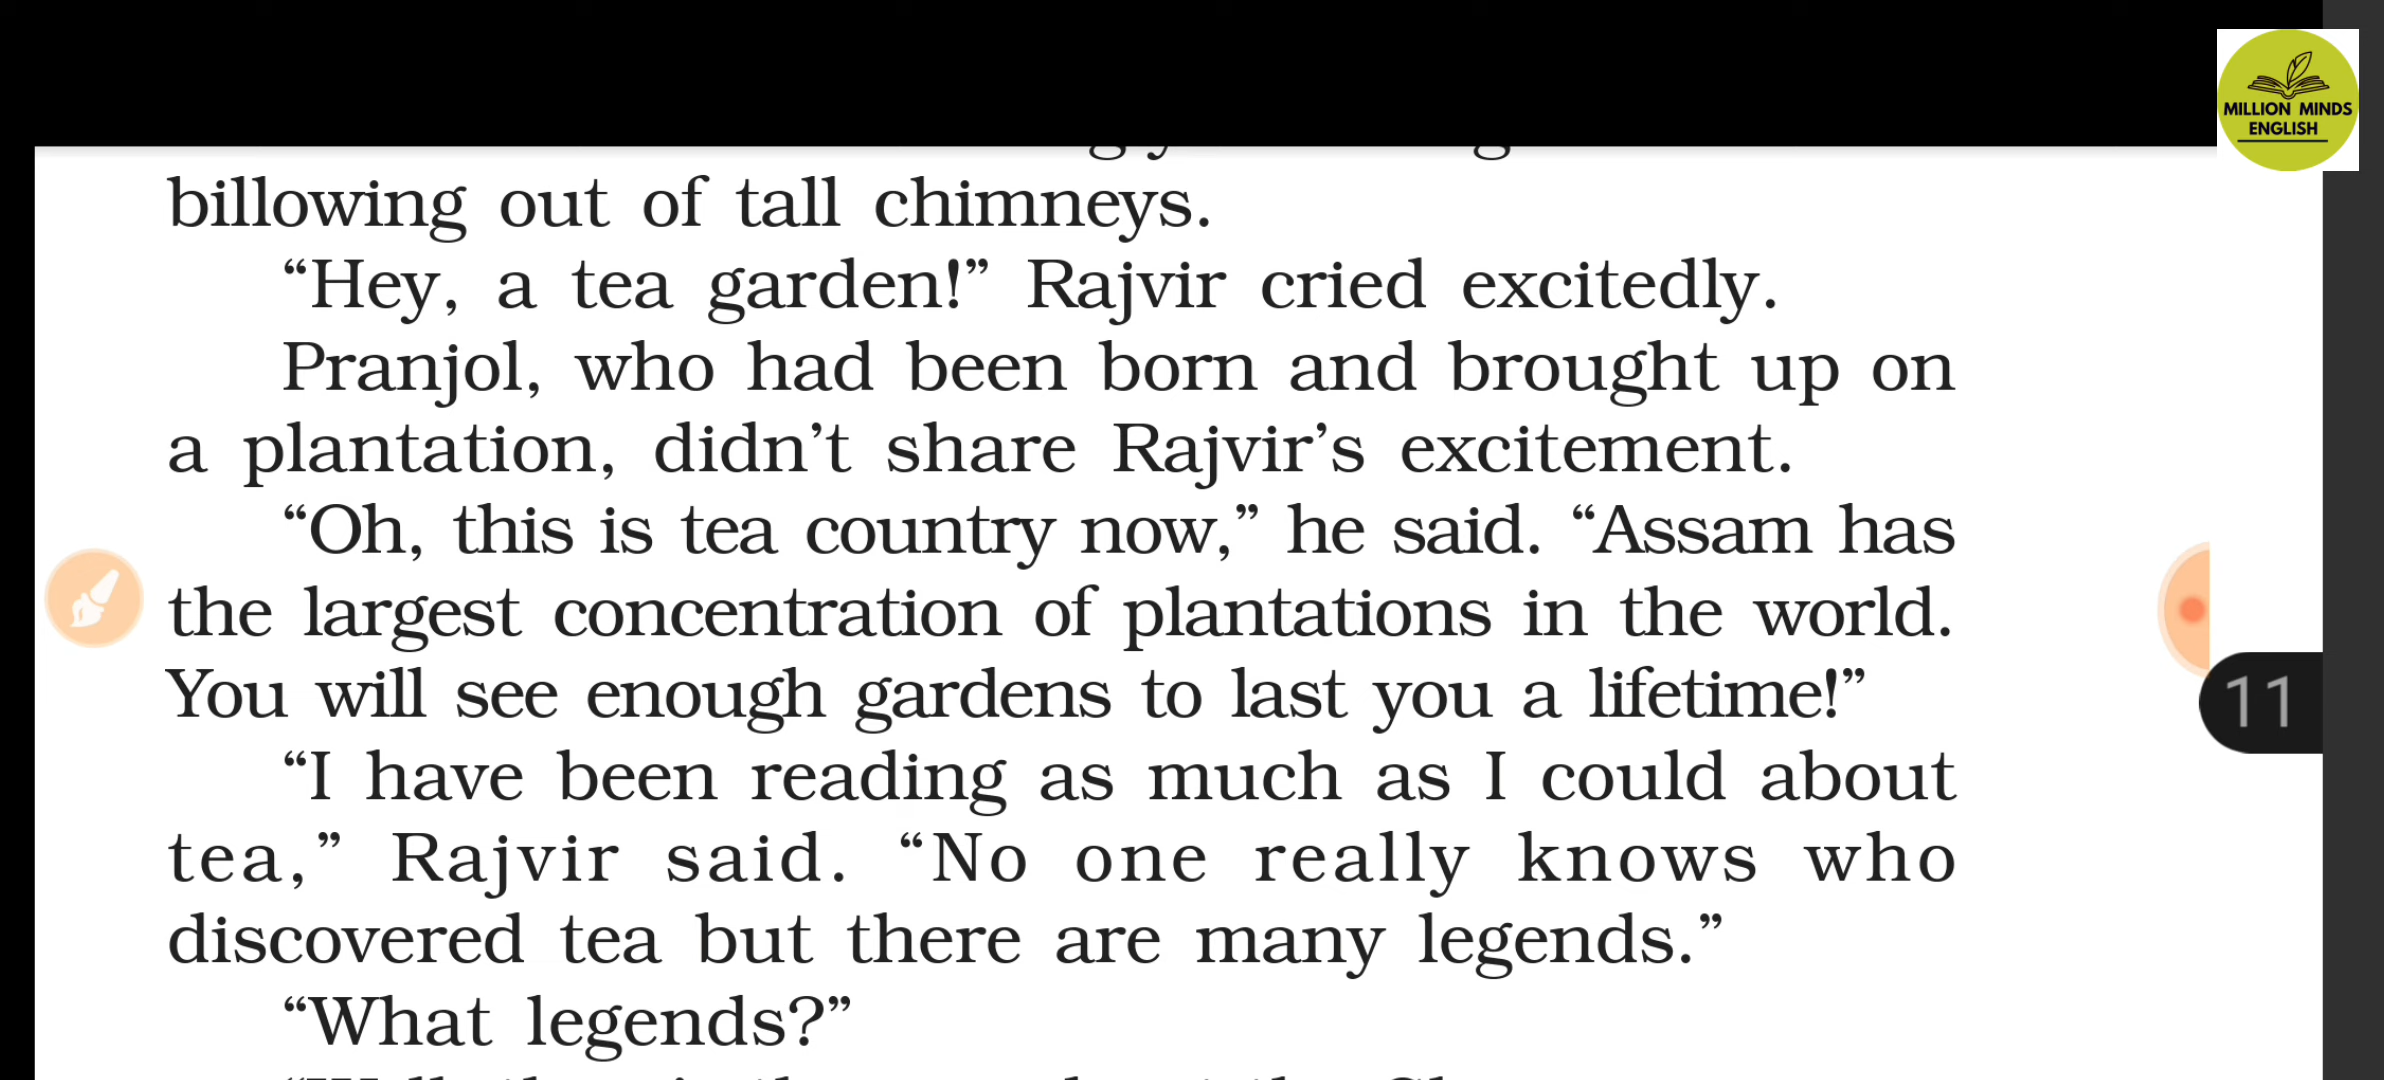 MILLION MINDS
ENGLISH
billowing out of tall chimneys.
“Hey, a tea garden!” Rajvir cried excitedly.
Pranjol, who had been born and brought up on
a plantation, didn’t share Rajvir’s excitement.
“Oh, this is tea country now,” he said. “Assam has
the largest concentration of plantations in the world.
You will see enough gardens to last you a lifetime!”
11
“I have been reading as much as I could about
tea,” Rajvir said. “No one really knows who
discovered tea but there are many legends.”
“What legends?”